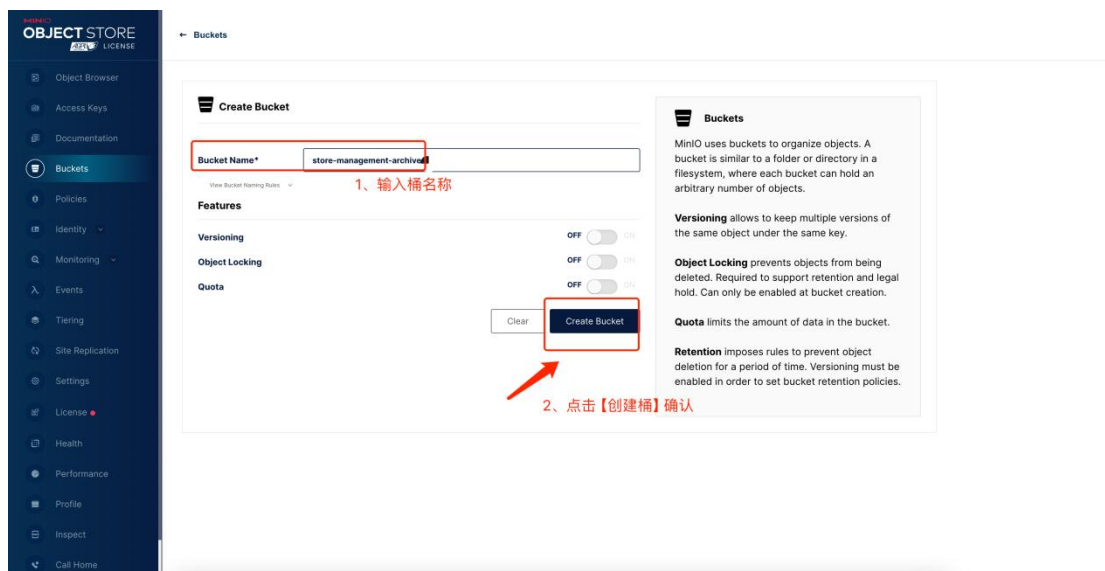 MINIO
OBJECT STORE
LICENSE
Object Browser
Access Keys
Documentation
Buckets
Policies
Identity
Monitoring
Events
Tiering
Site Replication
Settings
License
Health
Performance
Profile
Inspect
Call Home
← Buckets
Create Bucket
Bucket Name*
store-management-archive
View Bucket Naming Rules
1、输入桶名称
Features
Versioning
OFF ON
Object Locking
OFF ON
Quota
OFF ON
Clear
Create Bucket
2、点击【创建桶】确认
Buckets
MinIO uses buckets to organize objects. A
bucket is similar to a folder or directory in a
filesystem, where each bucket can hold an
arbitrary number of objects.
Versioning allows to keep multiple versions of
the same object under the same key.
Object Locking prevents objects from being
deleted. Required to support retention and legal
hold. Can only be enabled at bucket creation.
Quota limits the amount of data in the bucket.
Retention imposes rules to prevent object
deletion for a period of time. Versioning must be
enabled in order to set bucket retention policies.